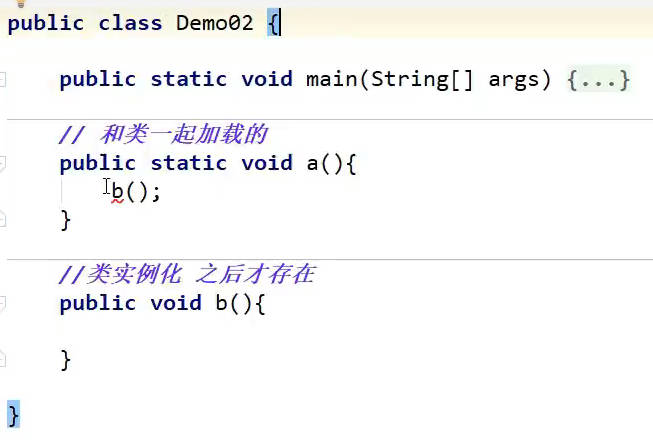 public class Demo02 {
public static void main(String[] args) {...}
// 和类一起加载的
public static void a(){
b();
}
//类实例化 之后才存在
public void b(){
}
}